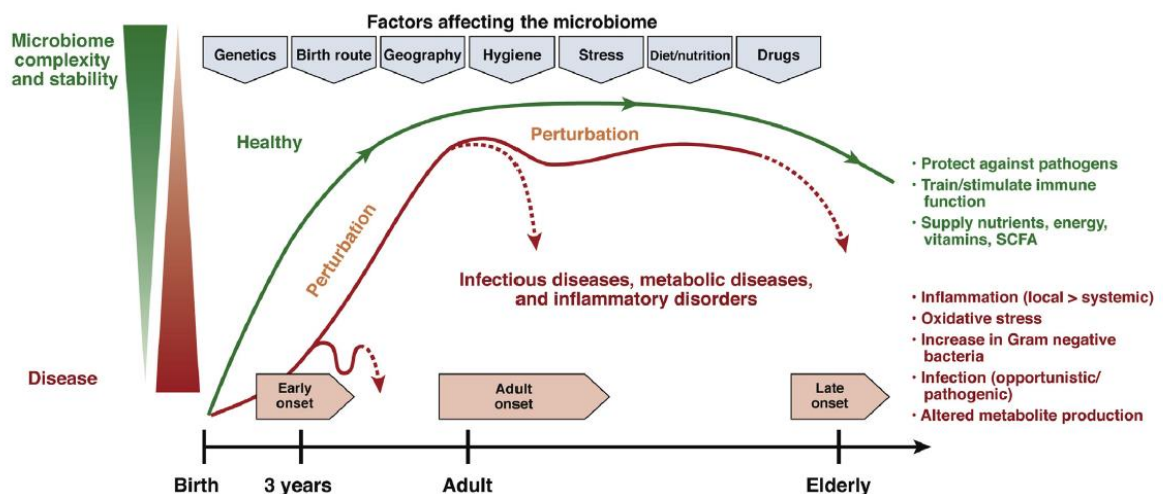 Factors affecting the microbiome
Microbiome
complexity
and stability
Genetics
Birth route
Geography
Hygiene
Stress
Diet/nutrition
Drugs
Healthy
Perturbation
Perturbation
• Protect against pathogens
• Train/stimulate immune
function
• Supply nutrients, energy,
vitamins, SCFA
Infectious diseases, metabolic diseases,
and inflammatory disorders
• Inflammation (local > systemic)
• Oxidative stress
• Increase in Gram negative
bacteria
• Infection (opportunistic/
pathogenic)
• Altered metabolite production
Disease
Early
onset
Adult
onset
Late
onset
Birth
3 years
Adult
Elderly